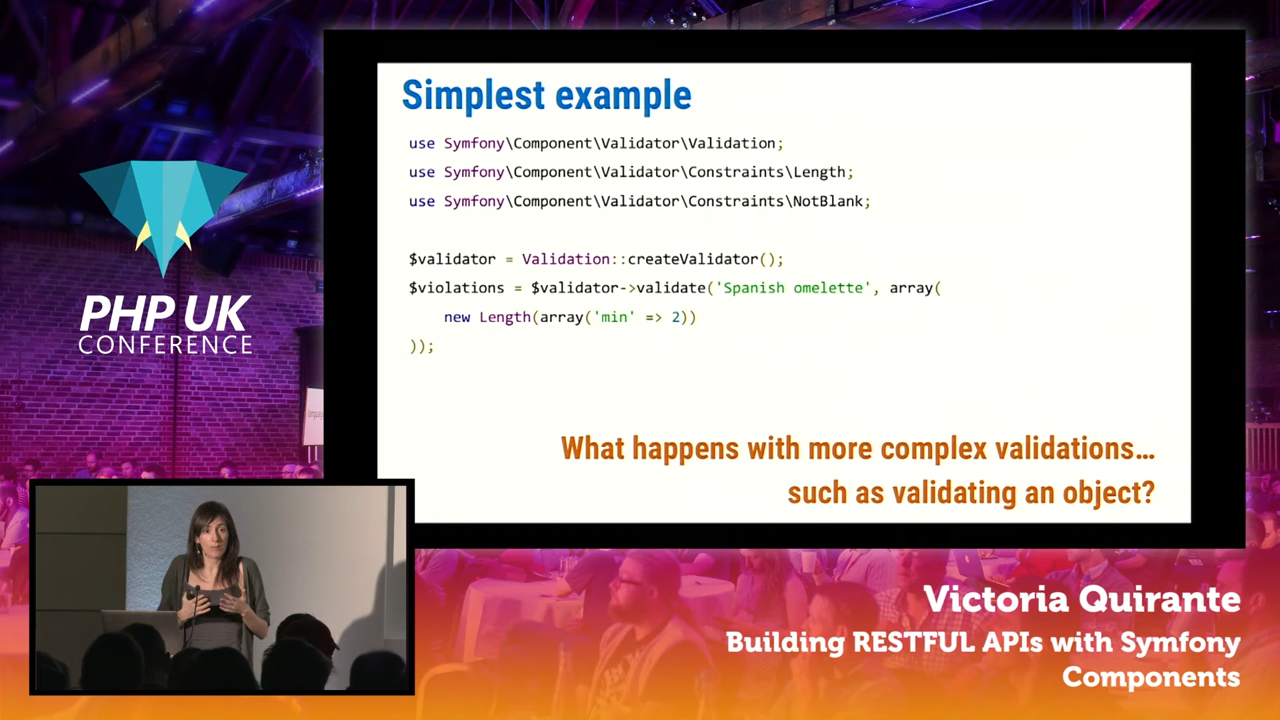 Simplest example
use Symfony\Component\Validator\Validation;
use Symfony\Component\Validator\Constraints\Length;
use Symfony\Component\Validator\Constraints\NotBlank;
$validator = Validation::createValidator();
$violations = $validator->validate('Spanish omelette', array(
new Length(array('min' => 2))
));
What happens with more complex validations…
such as validating an object?
PHP UK
CONFERENCE
Victoria Quirante
Building RESTFUL APIs with Symfony
Components